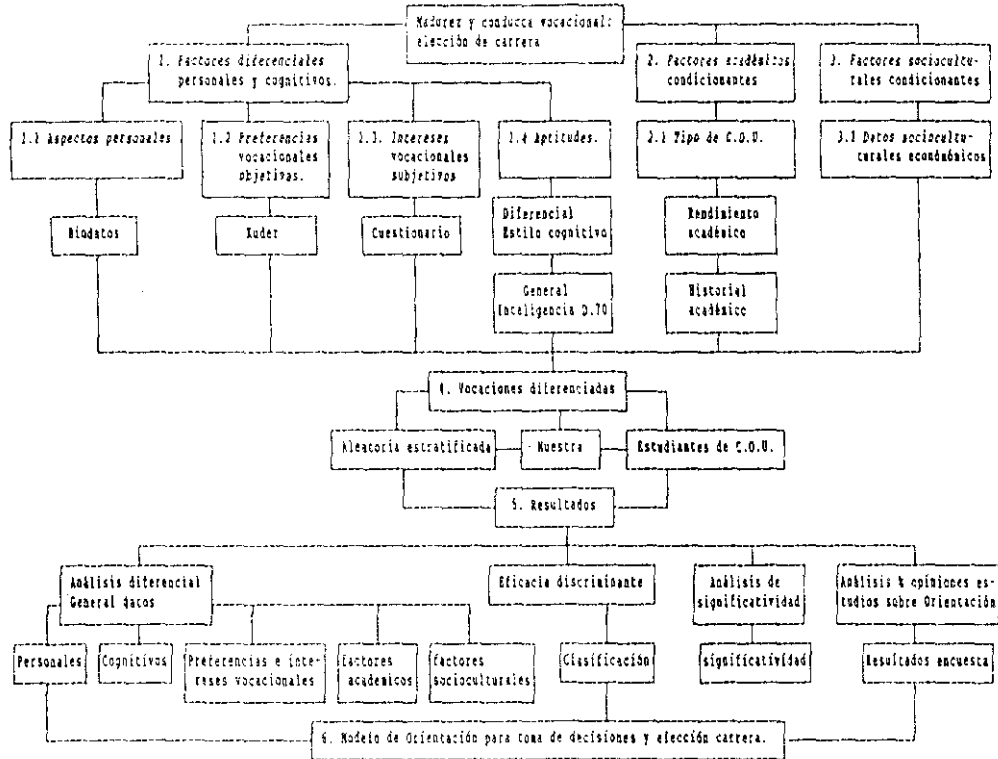 Madurez y conducta vocacional:
elección de carrera
1. Factores diferenciales
personales y cognitivos.
2. Factores académicos
condicionantes
3. Factores sociocultu-
rales condicionantes
1.1 Aspectos personales
1.2 Preferencias
vocacionales
objetivas.
1.3. Intereses
vocacionales
subjetivos
1.4 Aptitudes.
2.1 Tipo de C.O.U.
3.1 Datos sociocultu-
rales económicos
Biodatos
Kuder
Cuestionario
Diferencial
Estilo cognitivo
Rendimiento
académico
General
Inteligencia D.70
Historial
académico
4. Vocaciones diferenciadas
Aleatoria estratificada
Muestra
Estudiantes de C.O.U.
5. Resultados
Análisis diferencial
General datos
Eficacia discriminante
Análisis de
significatividad
Análisis % opiniones es-
tudios sobre Orientación
Personales
Cognitivos
Preferencias e inte-
reses vocacionales
Factores
academicos
Factores
socioculturales
Clasificación
significatividad
Resultados encuesta
6. Modelo de Orientación para toma de decisiones y elección carrera.